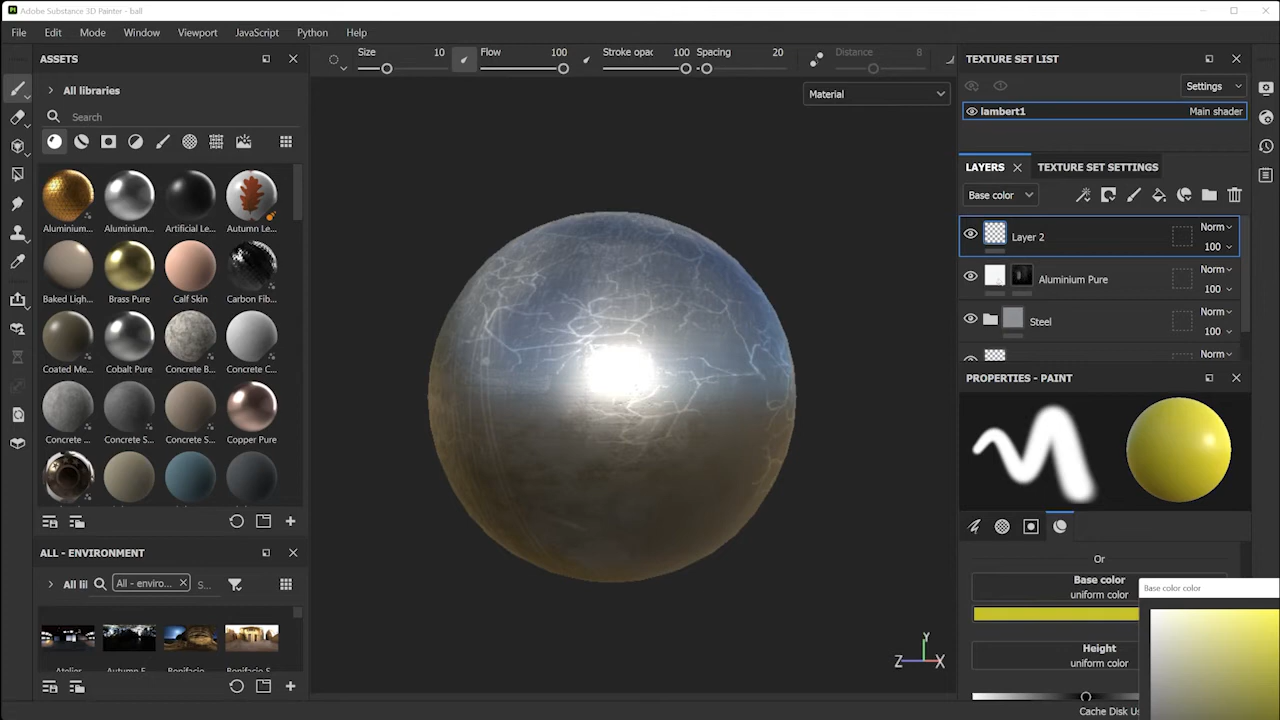 Adobe Substance 3D Painter - ball
File Edit Mode Window Viewport JavaScript Python Help
ASSETS
All libraries
Search
Aluminium... Aluminium... Artificial Le... Autumn Le...
Baked Ligh... Brass Pure Calf Skin Carbon Fib...
Coated Me... Cobalt Pure Concrete B... Concrete C...
Concrete ... Concrete S... Concrete S... Copper Pure
ALL - ENVIRONMENT
All lil All - enviro... S...
Size 10 Flow 100 Stroke opac 100 Spacing 20 Distance 8
Material
Y
Z X
TEXTURE SET LIST
Settings
lambert1 Main shader
LAYERS TEXTURE SET SETTINGS
Base color
Layer 2 Norm 100
Aluminium Pure Norm 100
Steel Norm 100
Norm
PROPERTIES - PAINT
Or
Base color
uniform color
Base color color
Height
uniform color
Cache Disk Us